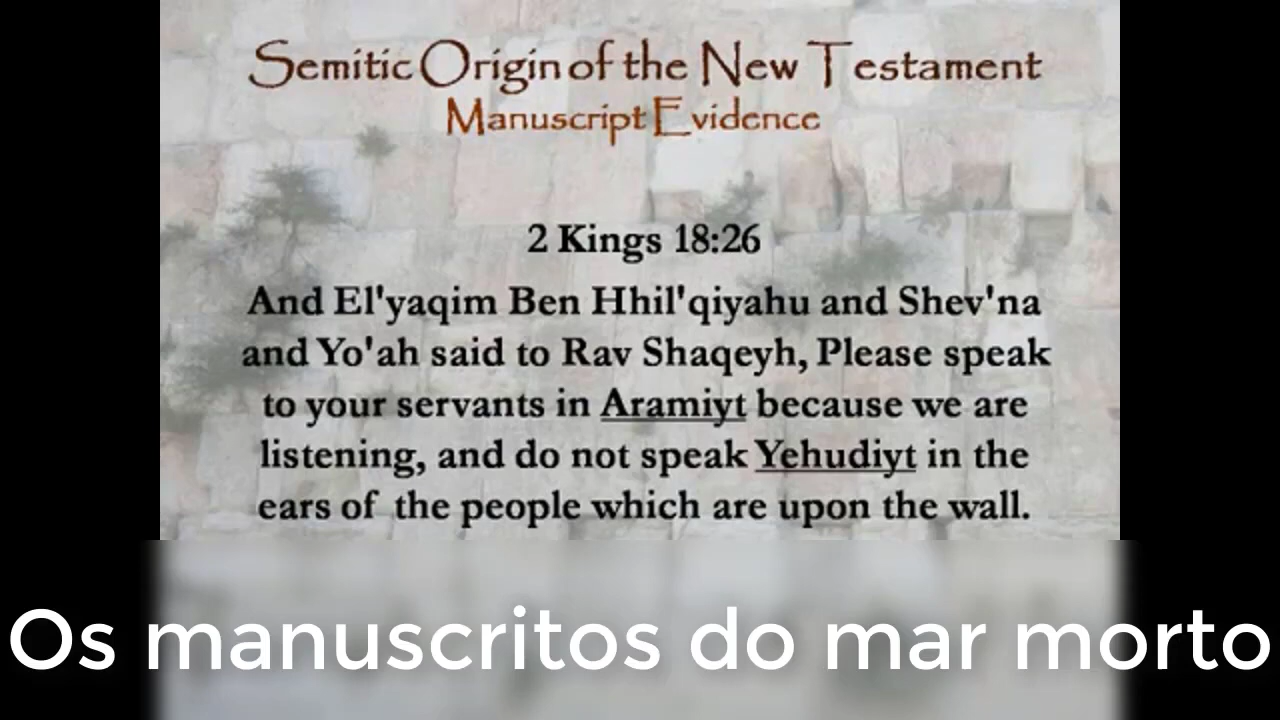 Semitic Origin of the New Testament
Manuscript Evidence
2 Kings 18:26
And El'yaqim Ben Hhil'qiyahu and Shev'na
and Yo'ah said to Rav Shaqeyh, Please speak
to your servants in Aramiyt because we are
listening, and do not speak Yehudiyt in the
ears of the people which are upon the wall.
Os manuscritos do mar morto